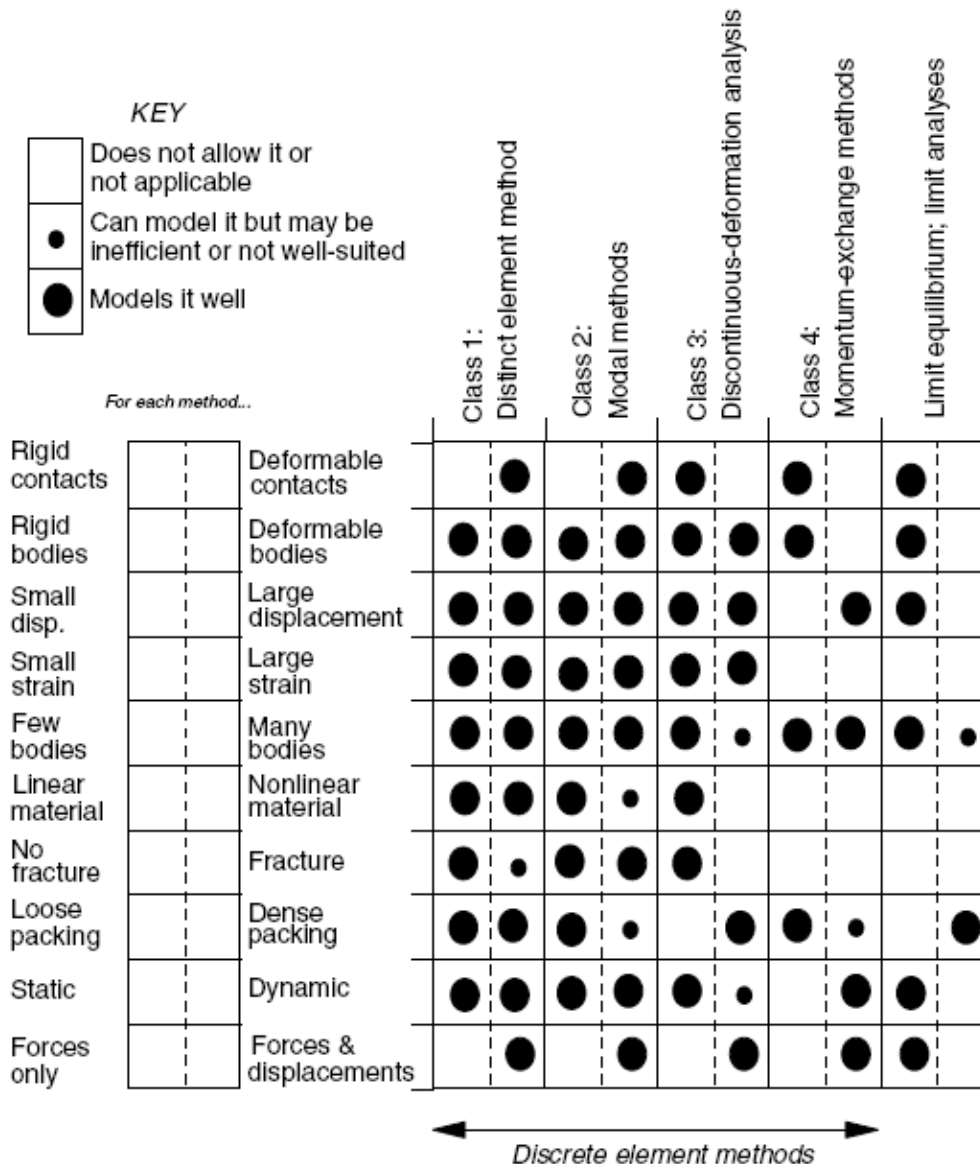 KEY
Does not allow it or
not applicable
Can model it but may be
inefficient or not well-suited
Models it well
For each method...
Class 1:
Distinct element method
Class 2:
Modal methods
Class 3:
Discontinuous-deformation analysis
Class 4:
Momentum-exchange methods
Limit equilibrium; limit analyses
Rigid
contacts
Deformable
contacts
Rigid
bodies
Deformable
bodies
Small
disp.
Large
displacement
Small
strain
Large
strain
Few
bodies
Many
bodies
Linear
material
Nonlinear
material
No
fracture
Fracture
Loose
packing
Dense
packing
Static
Dynamic
Forces
only
Forces &
displacements
Discrete element methods